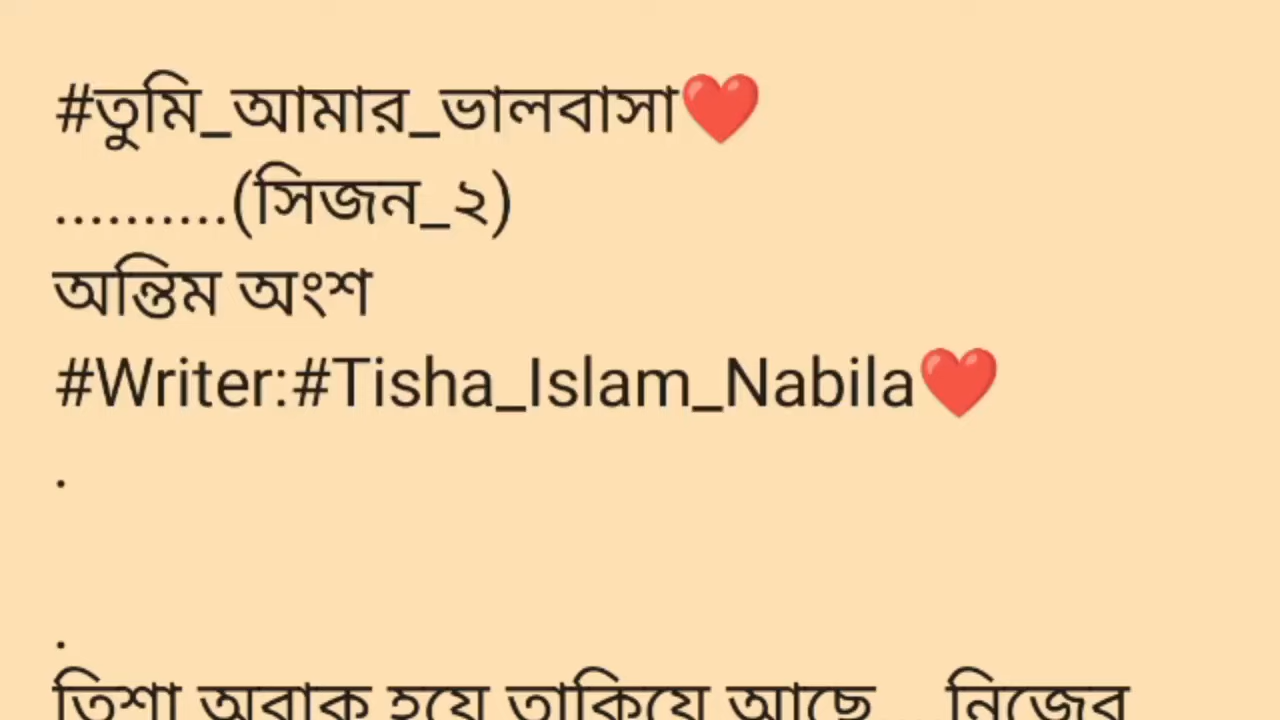 #তুমি_আমার_ভালবাসা❤️
..........(সিজন_২)
অন্তিম অংশ
#Writer:#Tisha_Islam_Nabila❤️
.
.
তিশা অবাক হয়ে তাকিয়ে আছে... নিজের